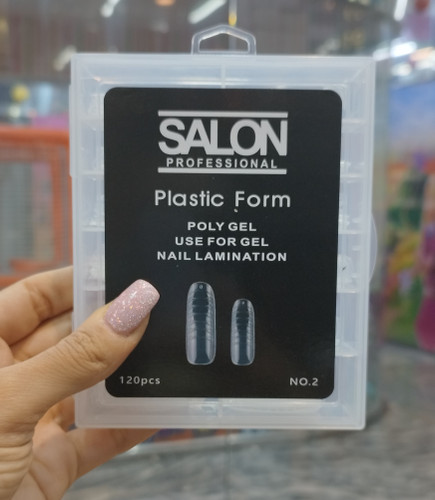 SALON
PROFESSIONAL
Plastic Form
POLY GEL
USE FOR GEL
NAIL LAMINATION
120pcs NO.2